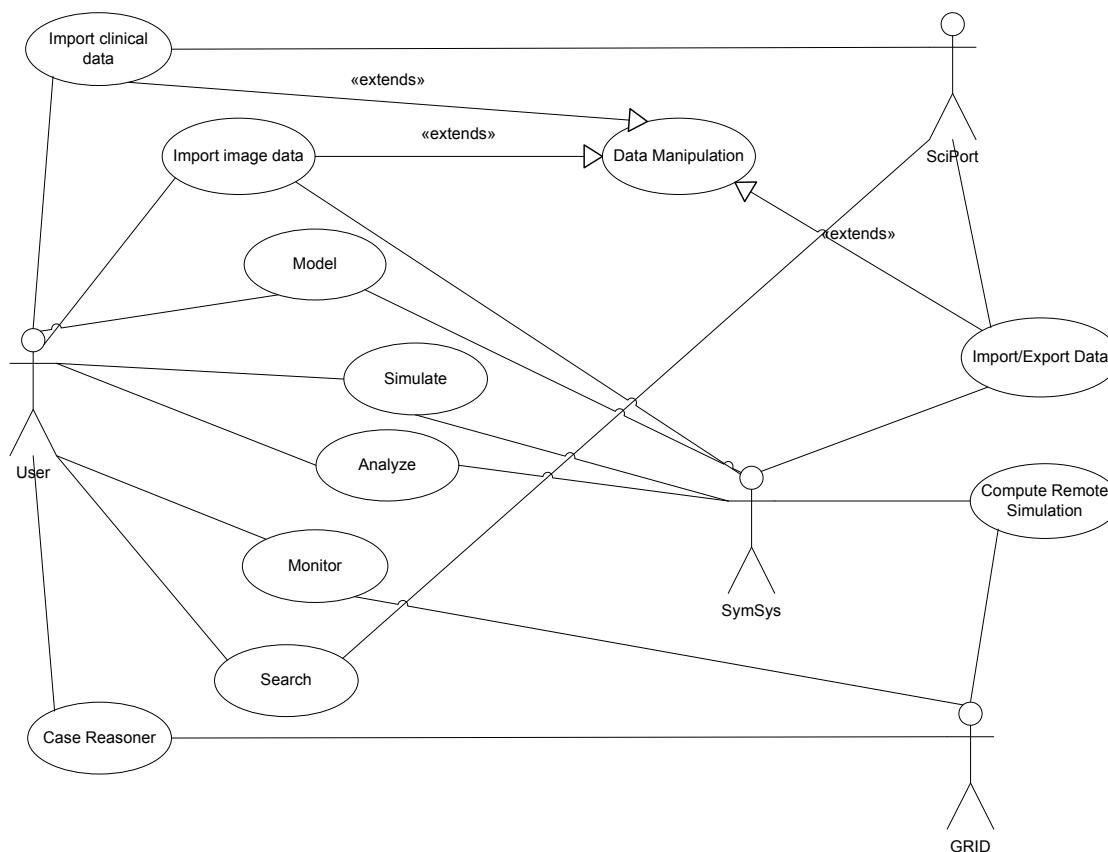 Import clinical
data
«extends»
«extends»
Import image data
Data Manipulation
SciPort
«extends»
Model
Import/Export Data
Simulate
User
Analyze
Compute Remote
Simulation
Monitor
SymSys
Search
Case Reasoner
GRID